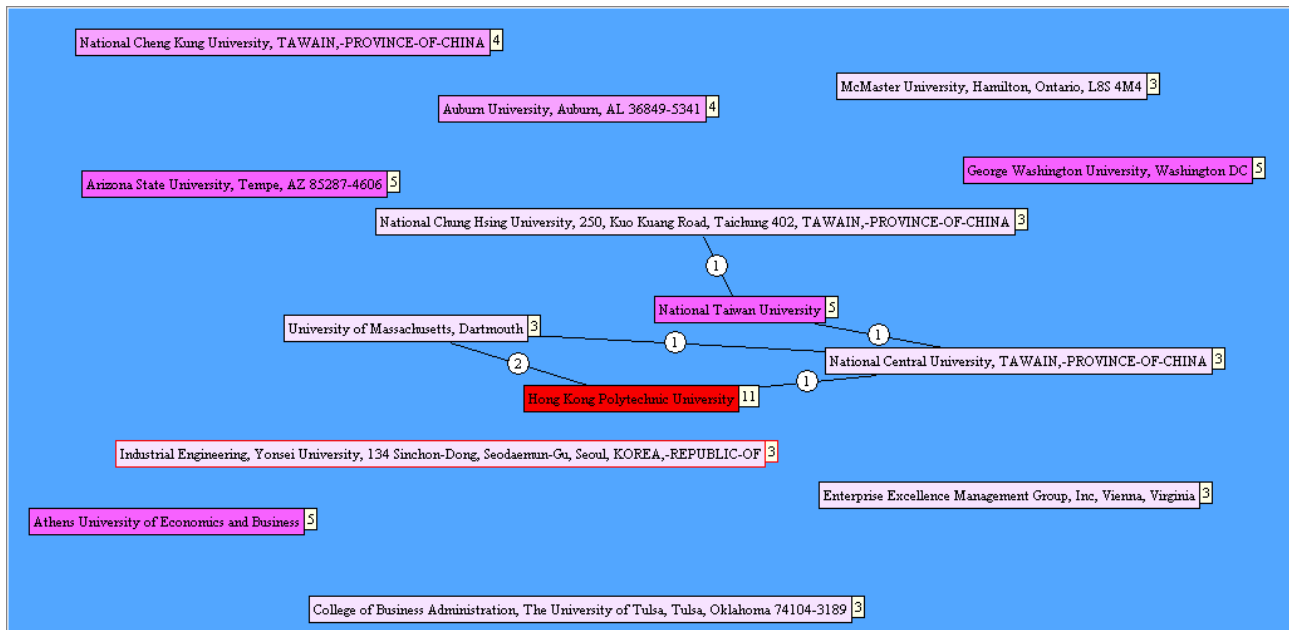 National Cheng Kung University, TAWAIN,-PROVINCE-OF-CHINA 4
McMaster University, Hamilton, Ontario, L8S 4M4 3
Auburn University, Auburn, AL 36849-5341 4
George Washington University, Washington DC 5
Arizona State University, Tempe, AZ 85287-4606 5
National Chung Hsing University, 250, Kuo Kuang Road, Taichung 402, TAWAIN,-PROVINCE-OF-CHINA 3
1
National Taiwan University 5
University of Massachusetts, Dartmouth 3
1
1
National Central University, TAWAIN,-PROVINCE-OF-CHINA 3
2
1
Hong Kong Polytechnic University 11
Industrial Engineering, Yonsei University, 134 Sinchon-Dong, Seodaemun-Gu, Seoul, KOREA,-REPUBLIC-OF 3
Enterprise Excellence Management Group, Inc, Vienna, Virginia 3
Athens University of Economics and Business 5
College of Business Administration, The University of Tulsa, Tulsa, Oklahoma 74104-3189 3